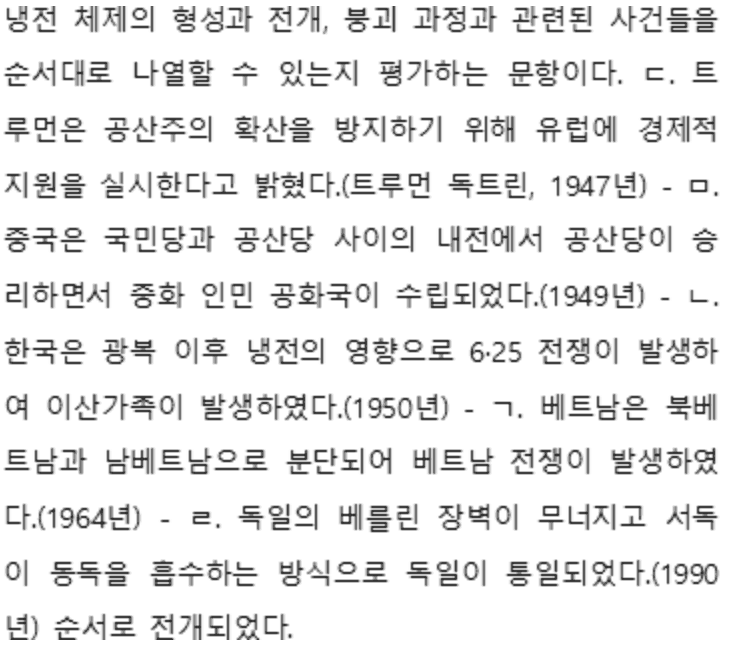 냉전 체제의 형성과 전개, 붕괴 과정과 관련된 사건들을
순서대로 나열할 수 있는지 평가하는 문항이다. ㄷ. 트
루먼은 공산주의 확산을 방지하기 위해 유럽에 경제적
지원을 실시한다고 밝혔다.(트루먼 독트린, 1947년) - ㅁ.
중국은 국민당과 공산당 사이의 내전에서 공산당이 승
리하면서 중화 인민 공화국이 수립되었다.(1949년) - ㄴ.
한국은 광복 이후 냉전의 영향으로 6·25 전쟁이 발생하
여 이산가족이 발생하였다.(1950년) - ㄱ. 베트남은 북베
트남과 남베트남으로 분단되어 베트남 전쟁이 발생하였
다.(1964년) - ㄹ. 독일의 베를린 장벽이 무너지고 서독
이 동독을 흡수하는 방식으로 독일이 통일되었다.(1990
년) 순서로 전개되었다.